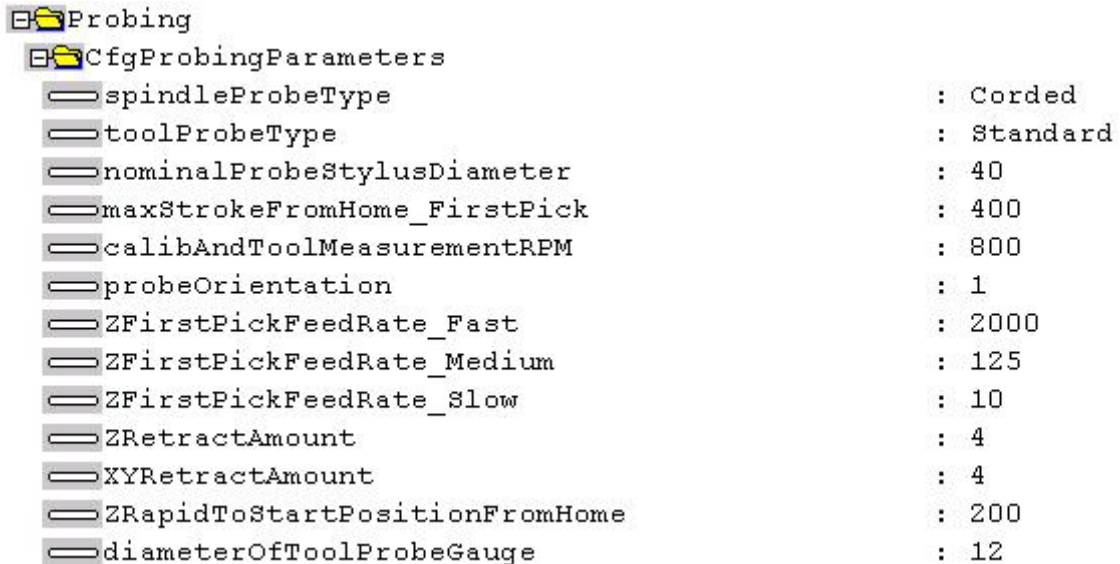 Probing
CfgProbingParameters
spindleProbeType : Corded
toolProbeType : Standard
nominalProbeStylusDiameter : 40
maxStrokeFromHome_FirstPick : 400
calibAndToolMeasurementRPM : 800
probeOrientation : 1
ZFirstPickFeedRate_Fast : 2000
ZFirstPickFeedRate_Medium : 125
ZFirstPickFeedRate_Slow : 10
ZRetractAmount : 4
XYRetractAmount : 4
ZRapidToStartPositionFromHome : 200
diameterOfToolProbeGauge : 12